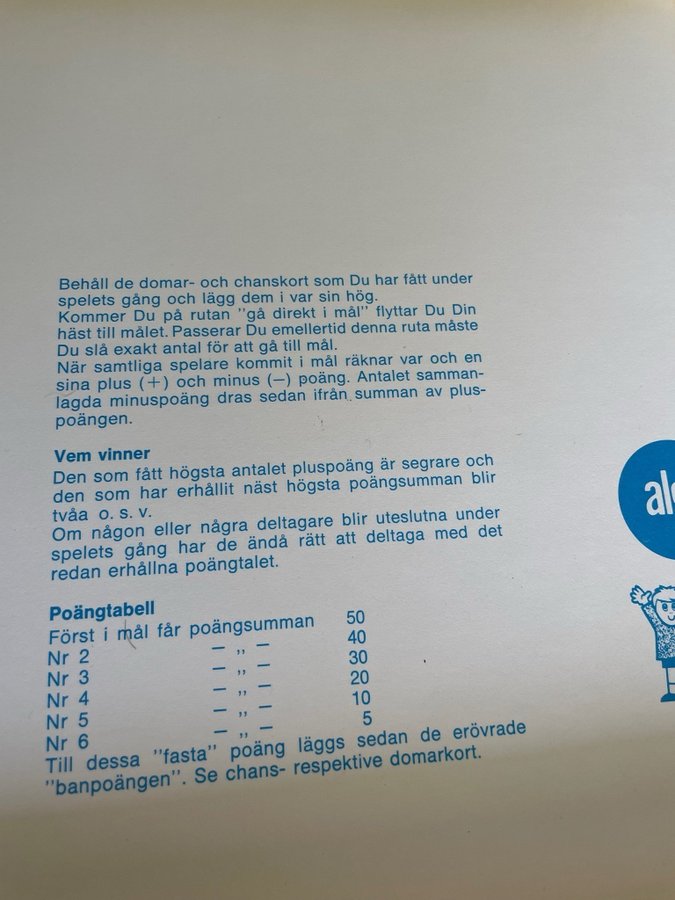 Behåll de domar- och chanskort som Du har fått under
spelets gång och lägg dem i var sin hög.
Kommer Du på rutan "gå direkt i mål" flyttar Du Din
häst till målet. Passerar Du emellertid denna ruta måste
Du slå exakt antal för att gå till mål.
När samtliga spelare kommit i mål räknar var och en
sina plus (+) och minus (−) poäng. Antalet samman-
lagda minuspoäng dras sedan ifrån summan av plus-
poängen.
Vem vinner
Den som fått högsta antalet pluspoäng är segrare och
den som har erhållit näst högsta poängsumman blir
tvåa o. s. v.
Om någon eller några deltagare blir uteslutna under
spelets gång har de ändå rätt att deltaga med det
redan erhållna poängtalet.
Poängtabell
Först i mål får poängsumman 50
Nr 2 — ,, — 40
Nr 3 — ,, — 30
Nr 4 — ,, — 20
Nr 5 — ,, — 10
Nr 6 — ,, — 5
Till dessa "fasta" poäng läggs sedan de erövrade
"banpoängen". Se chans- respektive domarkort.